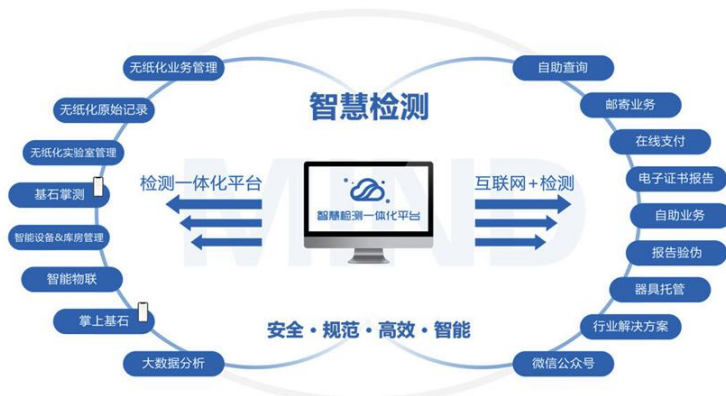 智慧检测
无纸化业务管理
无纸化原始记录
无纸化实验室管理
基石掌测
智能设备&库房管理
智能物联
掌上基石
大数据分析
检测一体化平台
智慧检测一体化平台
互联网+检测
自助查询
邮寄业务
在线支付
电子证书报告
自助业务
报告验伪
器具托管
行业解决方案
微信公众号
安全·规范·高效·智能
MIND